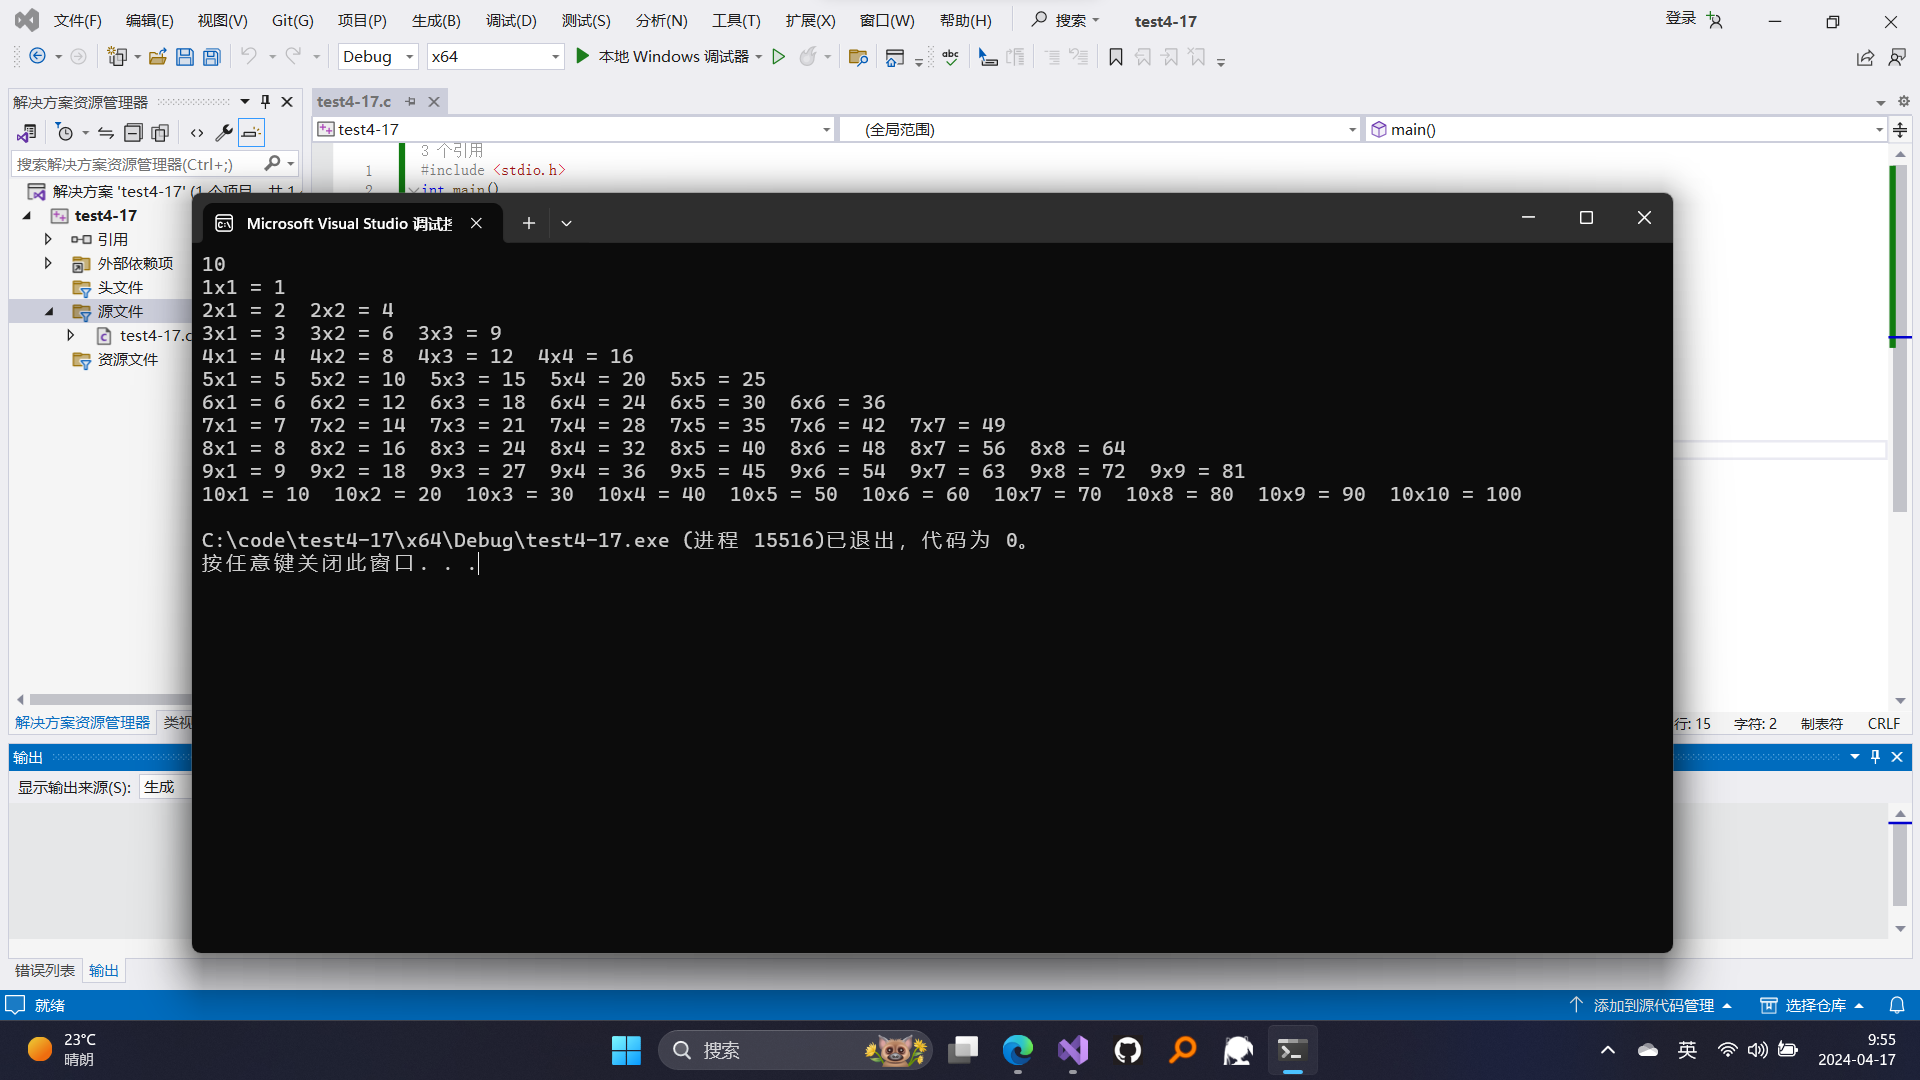 文件(F) 编辑(E) 视图(V) Git(G) 项目(P) 生成(B) 调试(D) 测试(S) 分析(N) 工具(T) 扩展(X) 窗口(W) 帮助(H) 搜索 test4-17 登录
Debug x64 本地 Windows 调试器
解决方案资源管理器
test4-17.c
test4-17 (全局范围) main()
搜索解决方案资源管理器(Ctrl+;)
3 个引用
1 #include <stdio.h>
2 int main()
解决方案 'test4-17' (1 个项目
test4-17
引用
外部依赖项
头文件
源文件
test4-17.c
资源文件
Microsoft Visual Studio 调试
10
1x1 = 1
2x1 = 2  2x2 = 4
3x1 = 3  3x2 = 6  3x3 = 9
4x1 = 4  4x2 = 8  4x3 = 12  4x4 = 16
5x1 = 5  5x2 = 10  5x3 = 15  5x4 = 20  5x5 = 25
6x1 = 6  6x2 = 12  6x3 = 18  6x4 = 24  6x5 = 30  6x6 = 36
7x1 = 7  7x2 = 14  7x3 = 21  7x4 = 28  7x5 = 35  7x6 = 42  7x7 = 49
8x1 = 8  8x2 = 16  8x3 = 24  8x4 = 32  8x5 = 40  8x6 = 48  8x7 = 56  8x8 = 64
9x1 = 9  9x2 = 18  9x3 = 27  9x4 = 36  9x5 = 45  9x6 = 54  9x7 = 63  9x8 = 72  9x9 = 81
10x1 = 10  10x2 = 20  10x3 = 30  10x4 = 40  10x5 = 50  10x6 = 60  10x7 = 70  10x8 = 80  10x9 = 90  10x10 = 100
C:\code\test4-17\x64\Debug\test4-17.exe (进程 15516)已退出，代码为 0。
按任意键关闭此窗口. . .
解决方案资源管理器 类视
行: 15 字符: 2 制表符 CRLF
输出
显示输出来源(S): 生成
错误列表 输出
就绪 添加到源代码管理 选择仓库
23°C
晴朗
搜索
英
9:55
2024-04-17